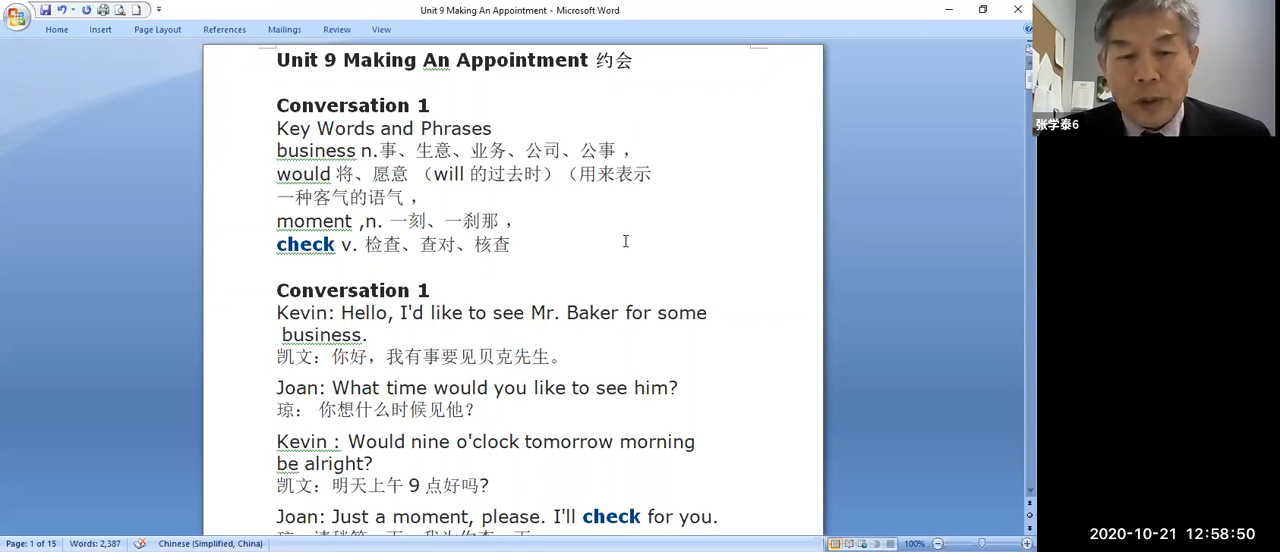 Unit 9 Making An Appointment - Microsoft Word
Home Insert Page Layout References Mailings Review View
Unit 9 Making An Appointment 约会
Conversation 1
Key Words and Phrases
business n.事、生意、业务、公司、公事，
would 将、愿意 （will 的过去时）（用来表示
一种客气的语气 ，
moment ,n. 一刻、一刹那 ，
check v. 检查、查对、核查
Conversation 1
Kevin: Hello, I'd like to see Mr. Baker for some
business.
凯文：你好，我有事要见贝克先生。
Joan: What time would you like to see him?
琼： 你想什么时候见他？
Kevin : Would nine o'clock tomorrow morning
be alright?
凯文：明天上午 9 点好吗?
Joan: Just a moment, please. I'll check for you.
张学泰6
Page: 1 of 15 Words: 2,387 Chinese (Simplified, China) 100%
2020-10-21 12:58:50